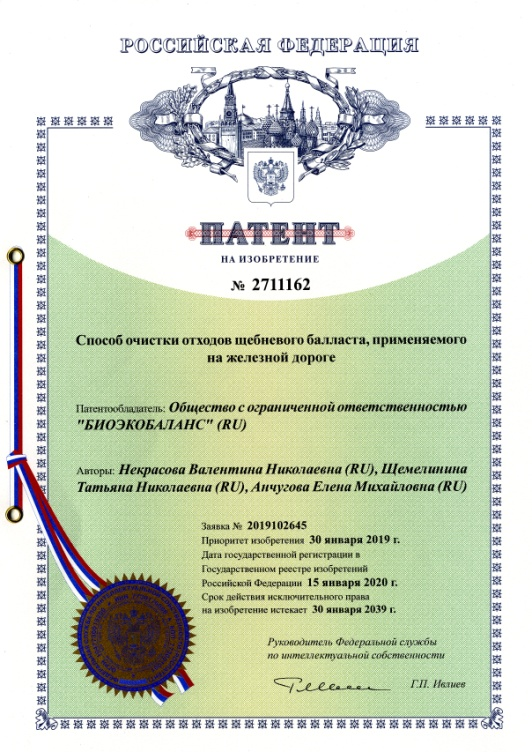 РОССИЙСКАЯ ФЕДЕРАЦИЯ
ПАТЕНТ
НА ИЗОБРЕТЕНИЕ
№ 2711162
Способ очистки отходов щебневого балласта, применяемого
на железной дороге
Патентообладатель: Общество с ограниченной ответственностью
"БИОЭКОБАЛАНС" (RU)
Авторы: Некрасова Валентина Николаевна (RU), Щемелинина
Татьяна Николаевна (RU), Анчугова Елена Михайловна (RU)
Заявка № 2019102645
Приоритет изобретения 30 января 2019 г.
Дата государственной регистрации в
Государственном реестре изобретений
Российской Федерации 15 января 2020 г.
Срок действия исключительного права
на изобретение истекает 30 января 2039 г.
Руководитель Федеральной службы
по интеллектуальной собственности
Г.П. Ивлиев